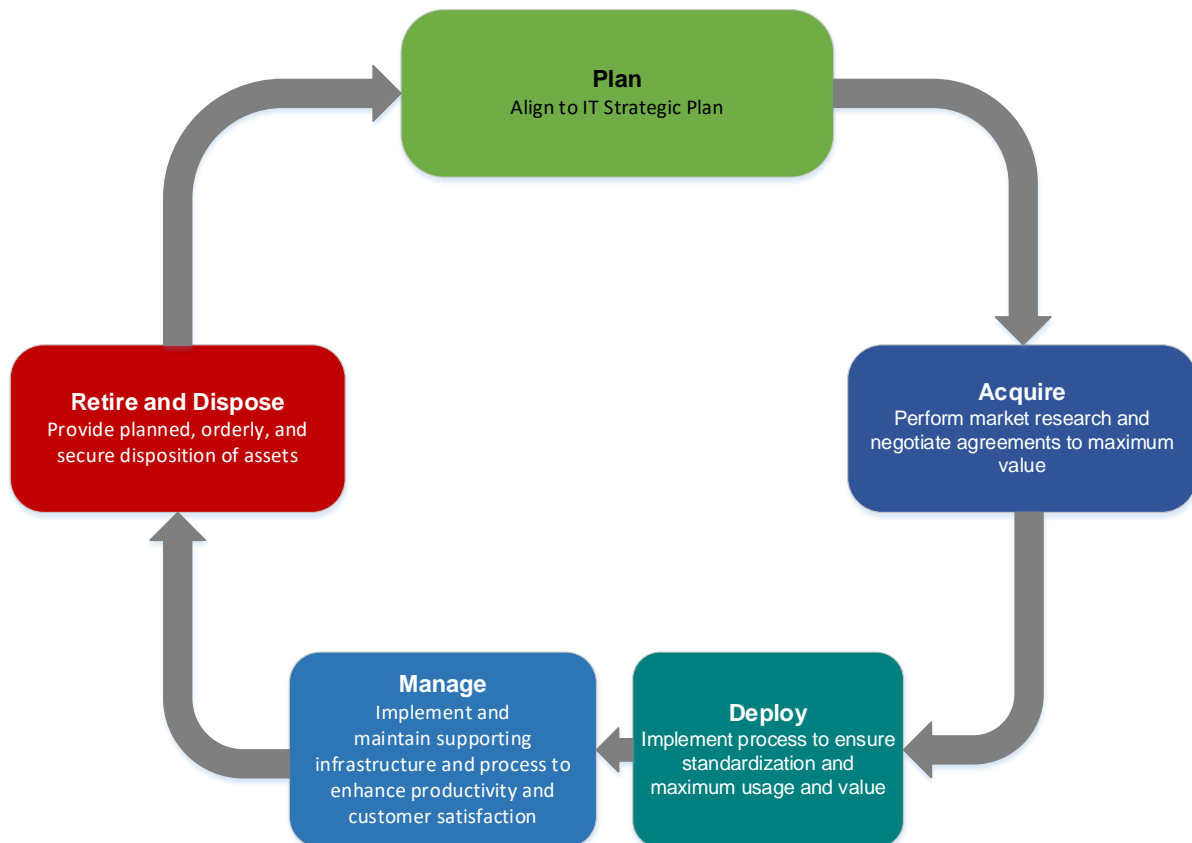 Plan
Align to IT Strategic Plan
Acquire
Perform market research and
negotiate agreements to maximum
value
Deploy
Implement process to ensure
standardization and
maximum usage and value
Manage
Implement and
maintain supporting
infrastructure and process to
enhance productivity and
customer satisfaction
Retire and Dispose
Provide planned, orderly, and
secure disposition of assets